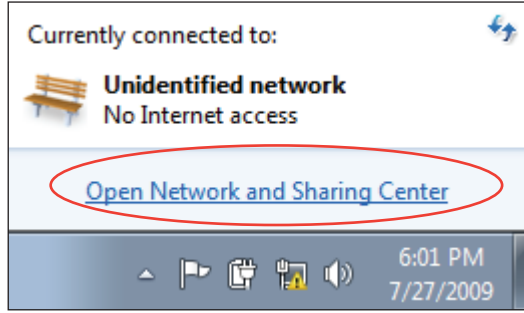 Currently connected to:
Unidentified network
No Internet access
Open Network and Sharing Center
6:01 PM
7/27/2009